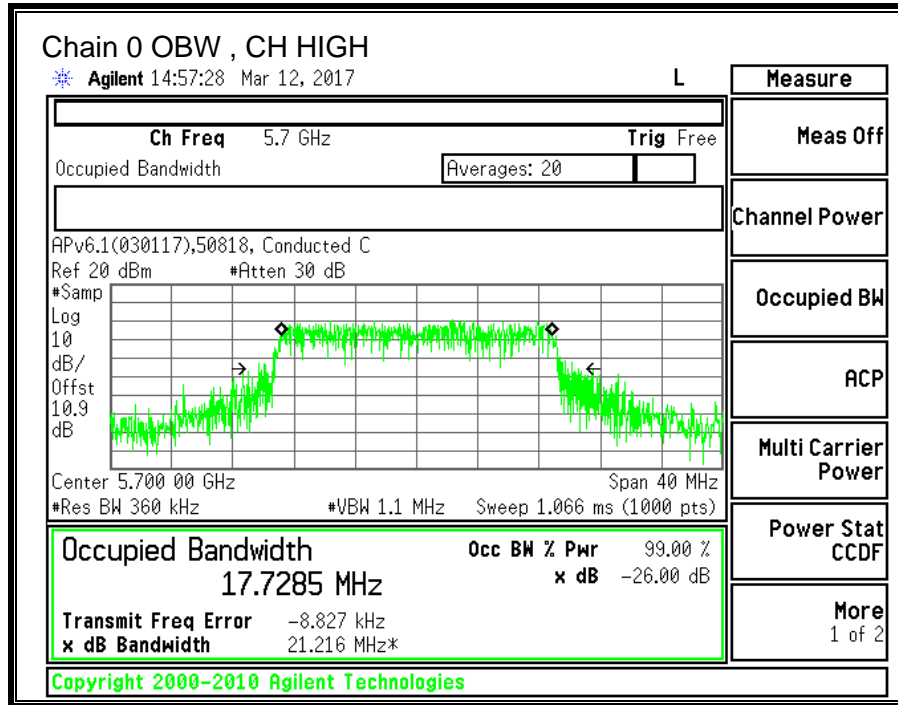 Chain 0 OBW , CH HIGH
Agilent 14:57:28 Mar 12, 2017 L
Measure
Ch Freq 5.7 GHz Trig Free
Occupied Bandwidth Averages: 20
APv6.1(030117),50818, Conducted C
Ref 20 dBm #Atten 30 dB
#Samp
Log
10
dB/
Offst
10.9
dB
Center 5.700 00 GHz Span 40 MHz
#Res BW 360 kHz #VBW 1.1 MHz Sweep 1.066 ms (1000 pts)
Occupied Bandwidth Occ BW % Pwr 99.00 %
17.7285 MHz x dB -26.00 dB
Transmit Freq Error -8.827 kHz
x dB Bandwidth 21.216 MHz*
Copyright 2000-2010 Agilent Technologies
Meas Off
Channel Power
Occupied BW
ACP
Multi Carrier
Power
Power Stat
CCDF
More
1 of 2